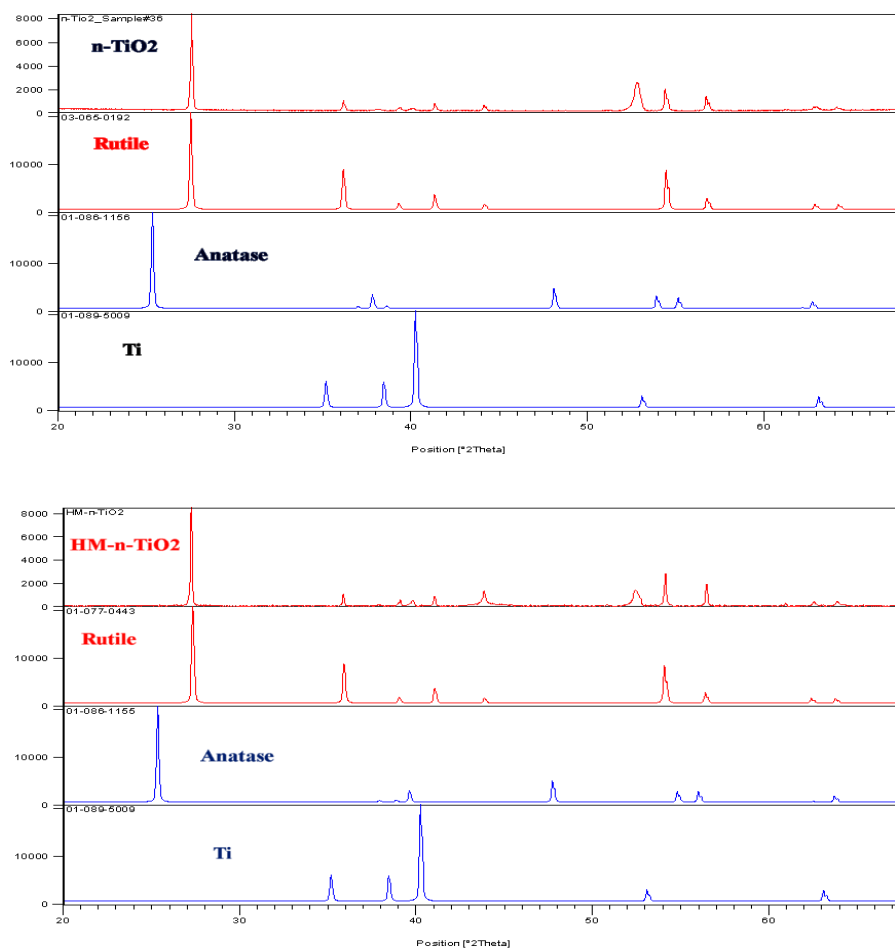 n-Tio2_Sample#36
8000
n-TiO2
6000
4000
2000
0
03-065-0192
Rutile
10000
0
01-086-1156
Anatase
10000
0
01-089-5009
Ti
10000
0
20 30 40 50 60
Position [°2Theta]
HM-n-TiO2
8000
HM-n-TiO2
6000
4000
2000
0
01-077-0443
Rutile
10000
0
01-086-1155
Anatase
10000
0
01-089-5009
Ti
10000
0
20 30 40 50 60
Position [°2Theta]